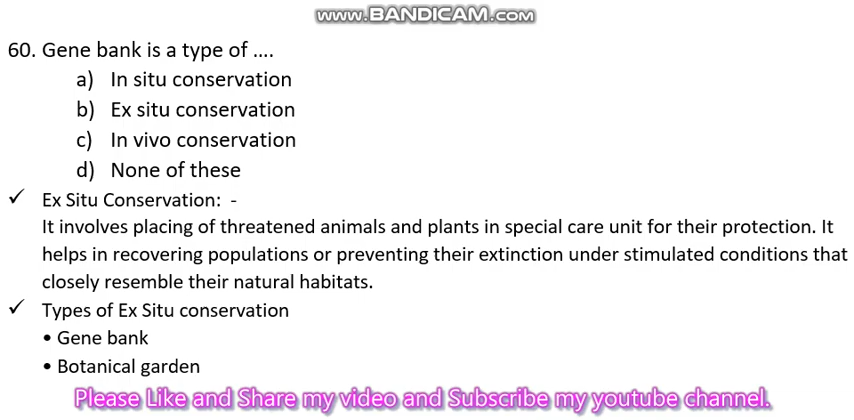 www.BANDICAM.com
60. Gene bank is a type of ....
a) In situ conservation
b) Ex situ conservation
c) In vivo conservation
d) None of these
✓ Ex Situ Conservation: -
It involves placing of threatened animals and plants in special care unit for their protection. It
helps in recovering populations or preventing their extinction under stimulated conditions that
closely resemble their natural habitats.
✓ Types of Ex Situ conservation
• Gene bank
• Botanical garden
Please Like and Share my video and Subscribe my youtube channel.